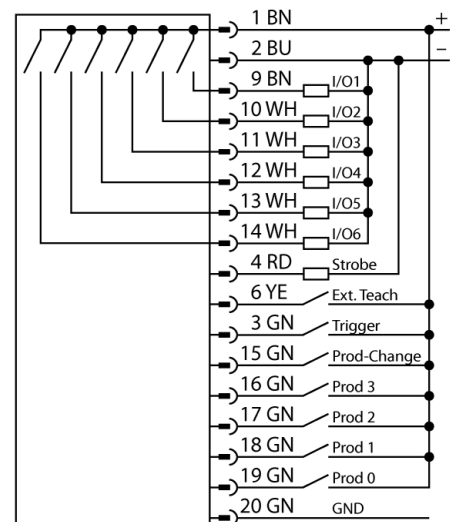 1 BN +
2 BU −
9 BN I/O1
10 WH I/O2
11 WH I/O3
12 WH I/O4
13 WH I/O5
14 WH I/O6
4 RD Strobe
6 YE Ext. Teach
3 GN Trigger
15 GN Prod-Change
16 GN Prod 3
17 GN Prod 2
18 GN Prod 1
19 GN Prod 0
20 GN GND